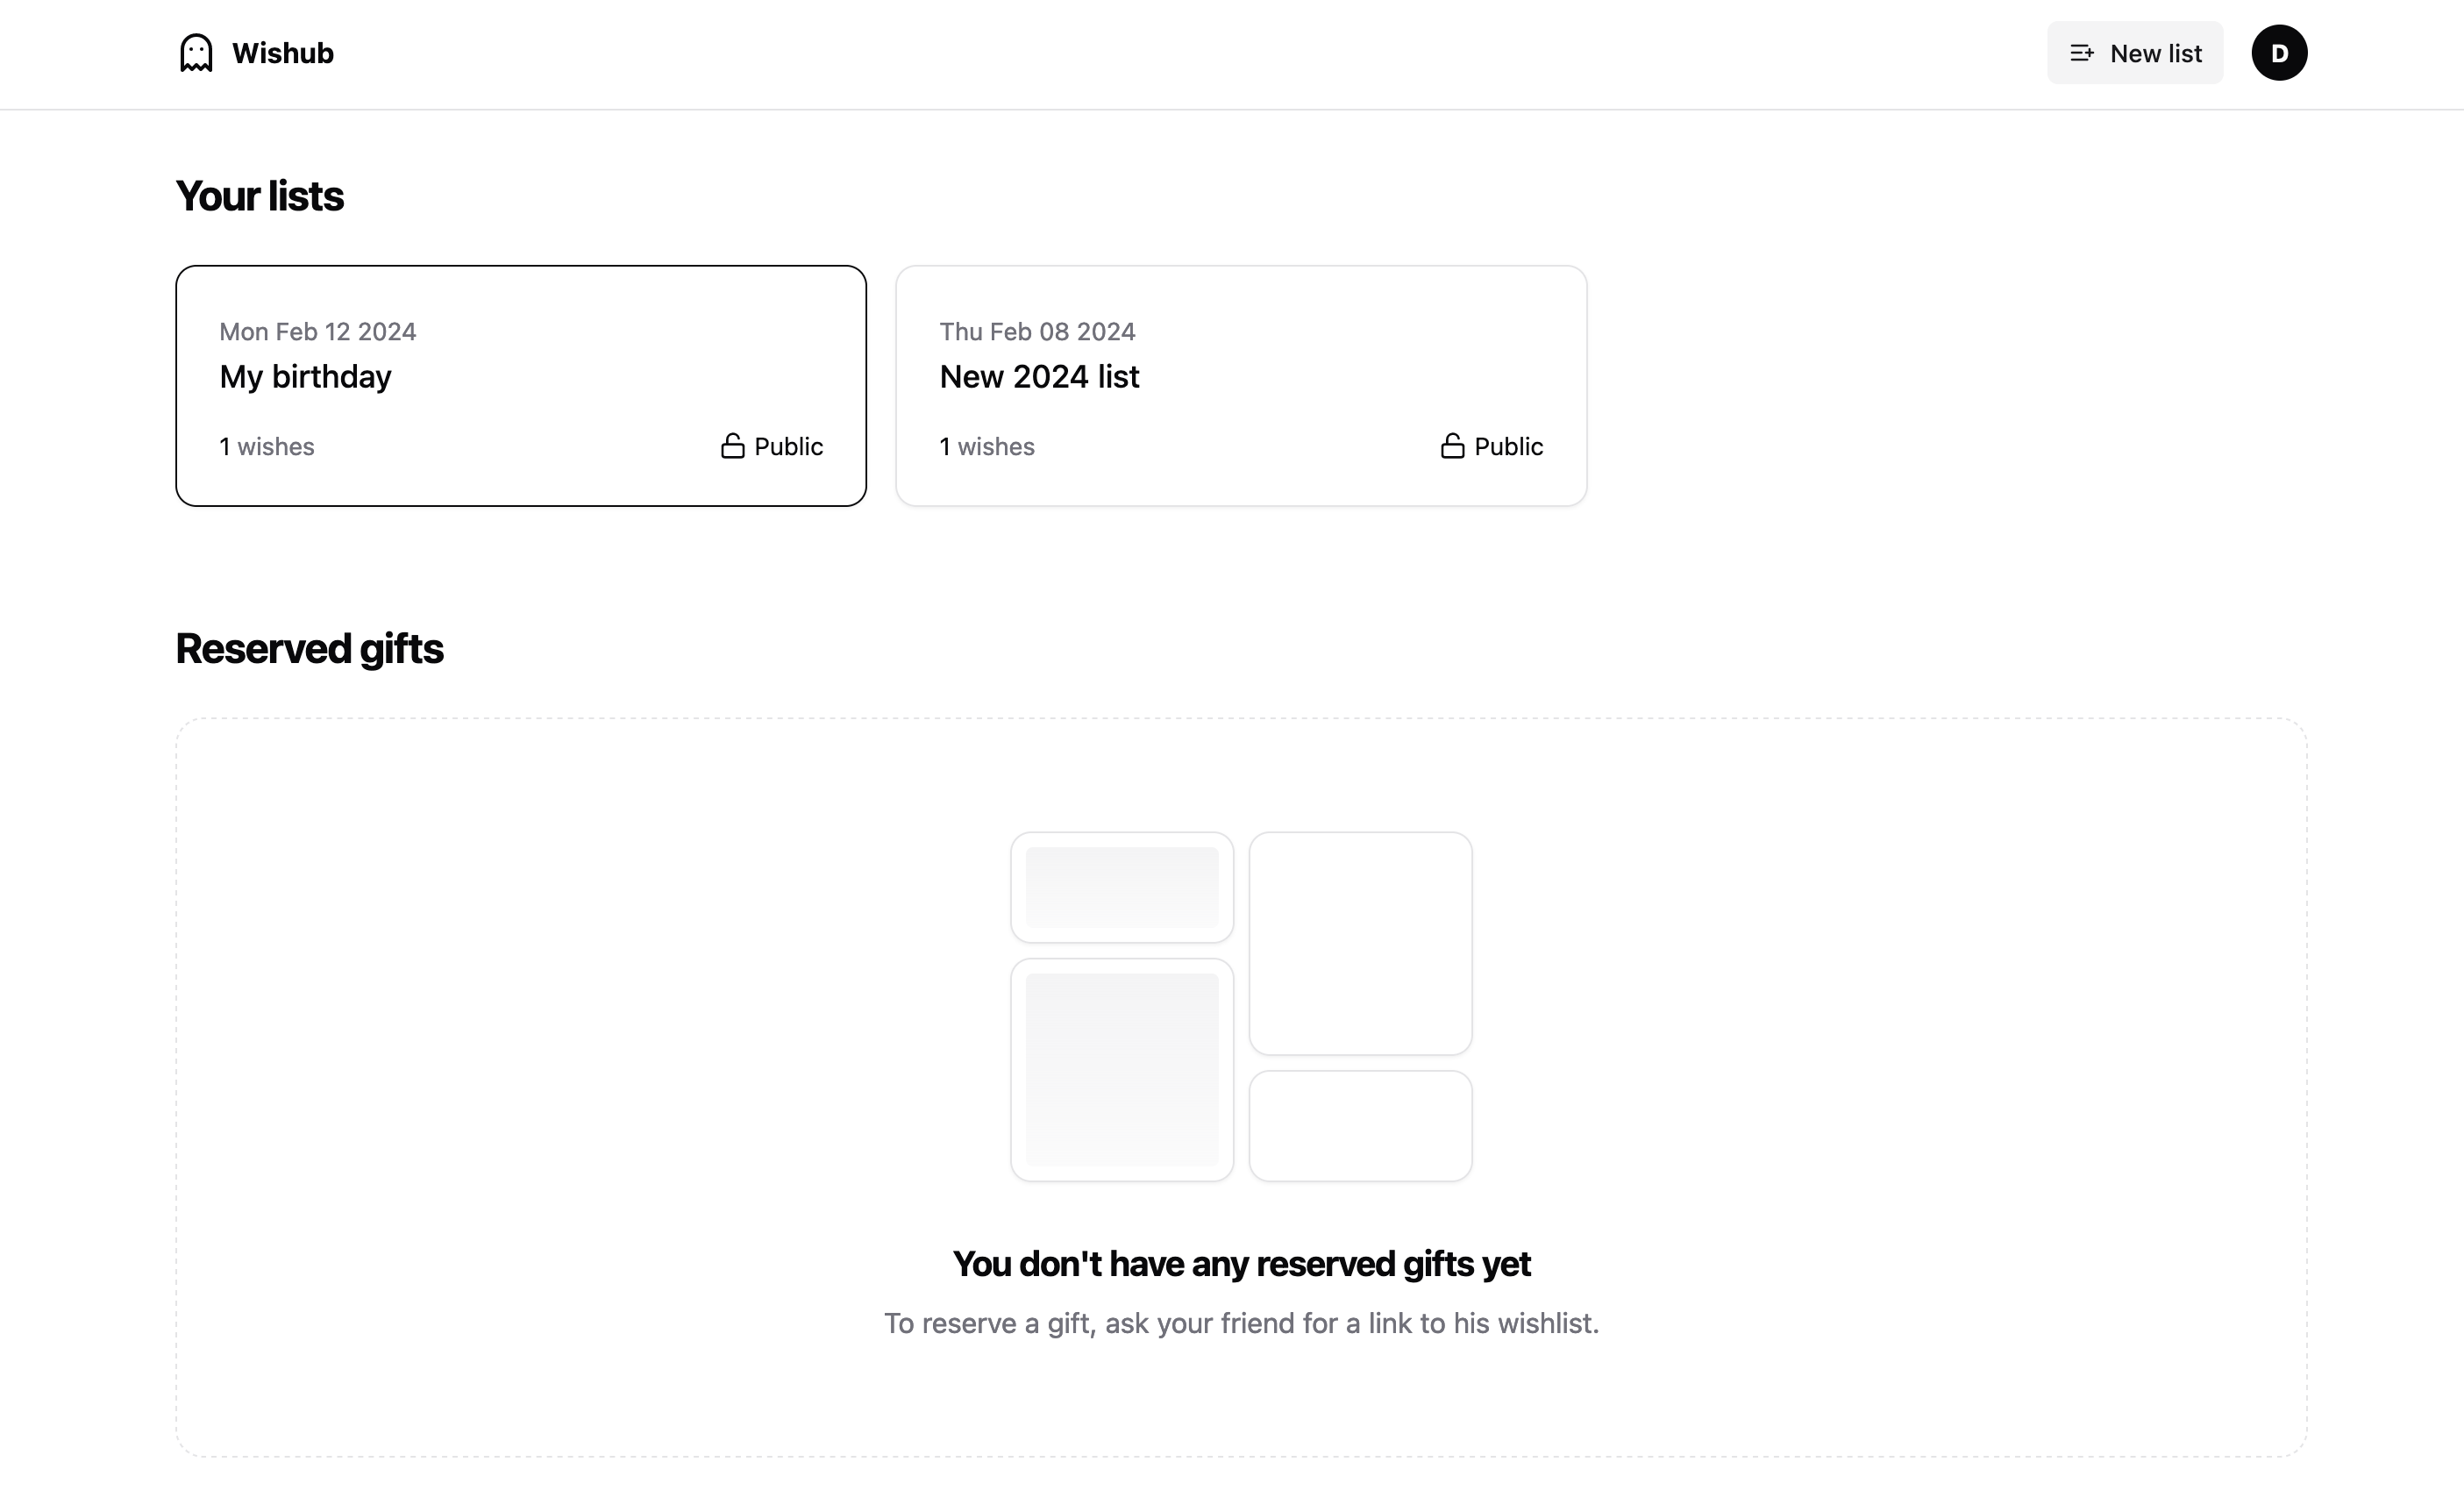 Wishub
New list
D
Your lists
Mon Feb 12 2024
My birthday
1 wishes
Public
Thu Feb 08 2024
New 2024 list
1 wishes
Public
Reserved gifts
You don't have any reserved gifts yet
To reserve a gift, ask your friend for a link to his wishlist.